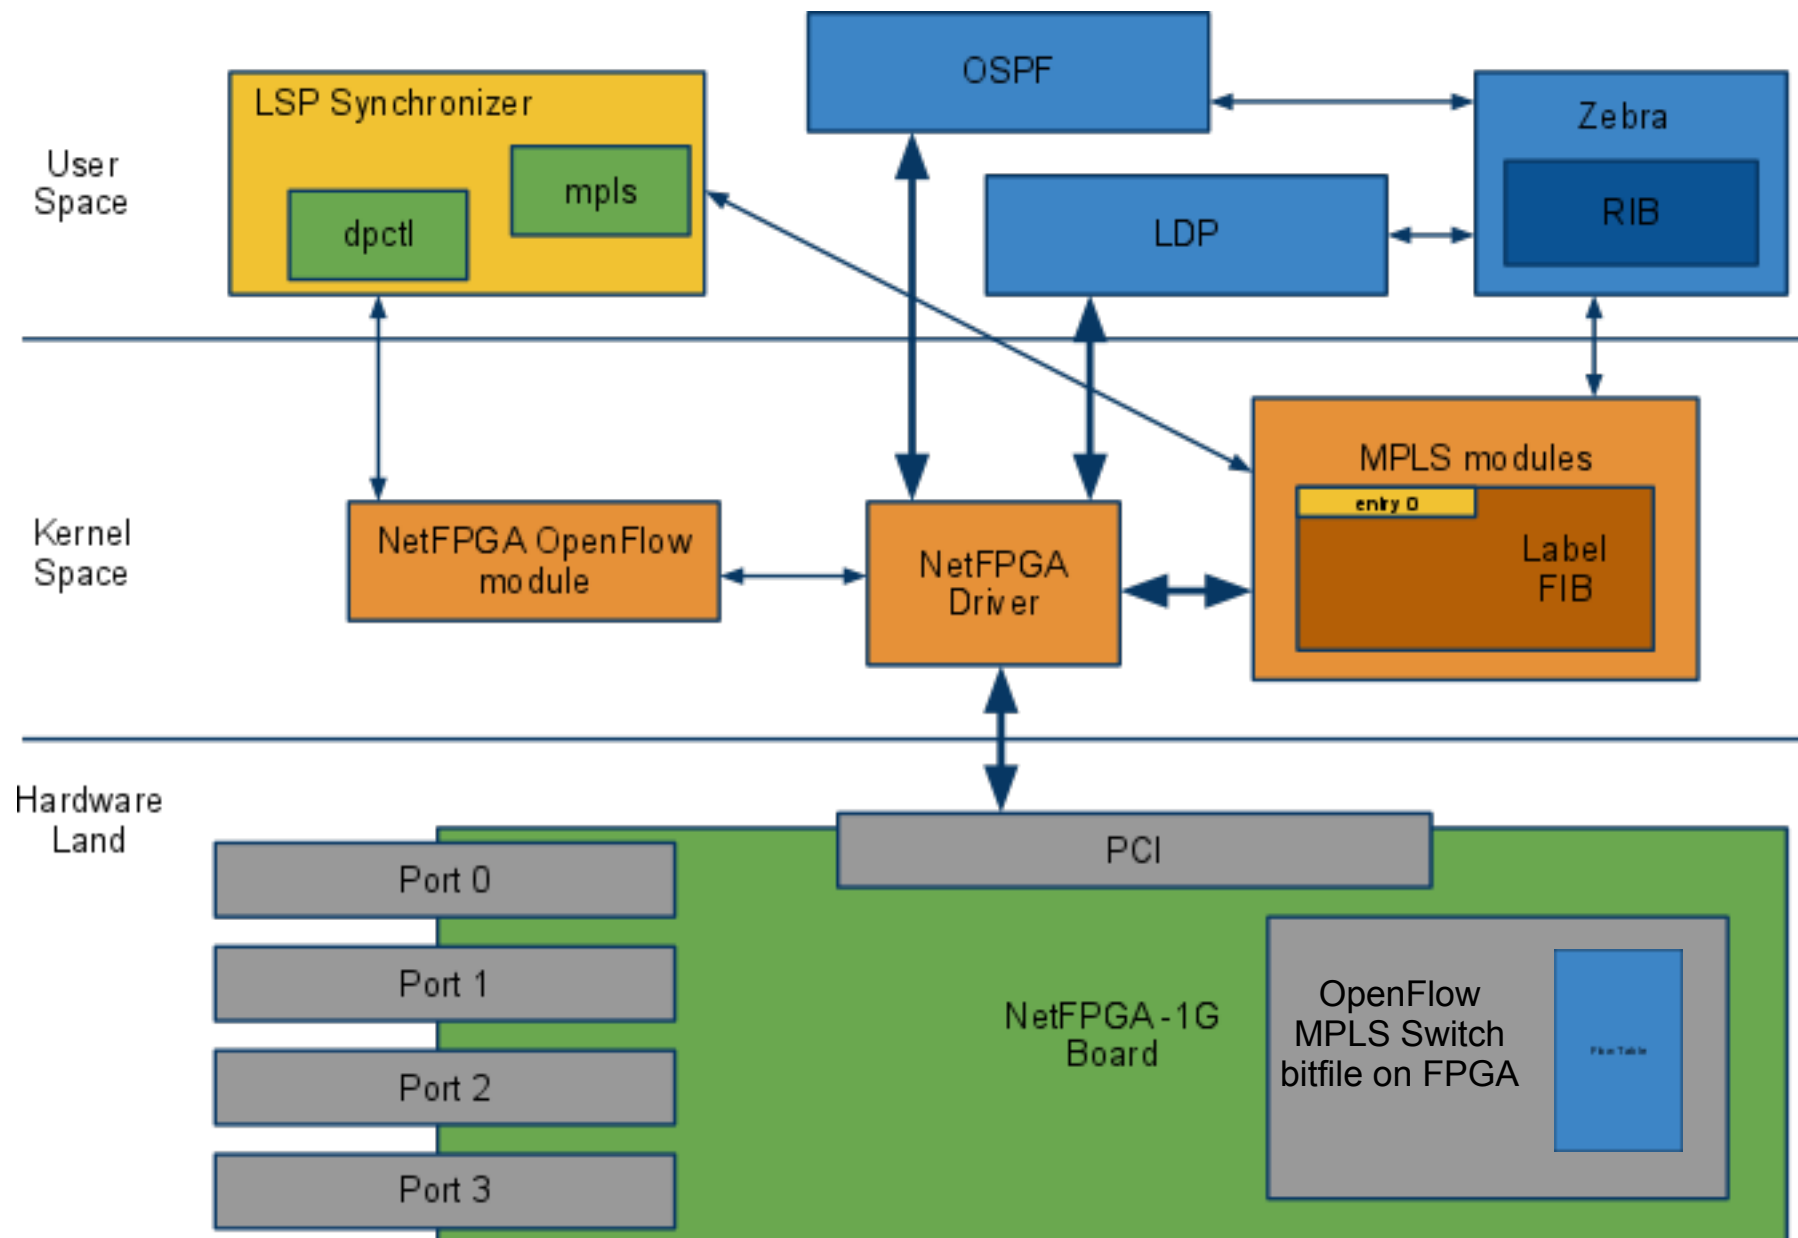 OSPF
LSP Synchronizer
Zebra
User
Space
mpls
dpctl
LDP
RIB
MPLS modules
entry 0
Label
FIB
Kernel
Space
NetFPGA OpenFlow
module
NetFPGA
Driver
Hardware
Land
PCI
Port 0
Port 1
Port 2
Port 3
NetFPGA-1G
Board
OpenFlow
MPLS Switch
bitfile on FPGA
Flow Table